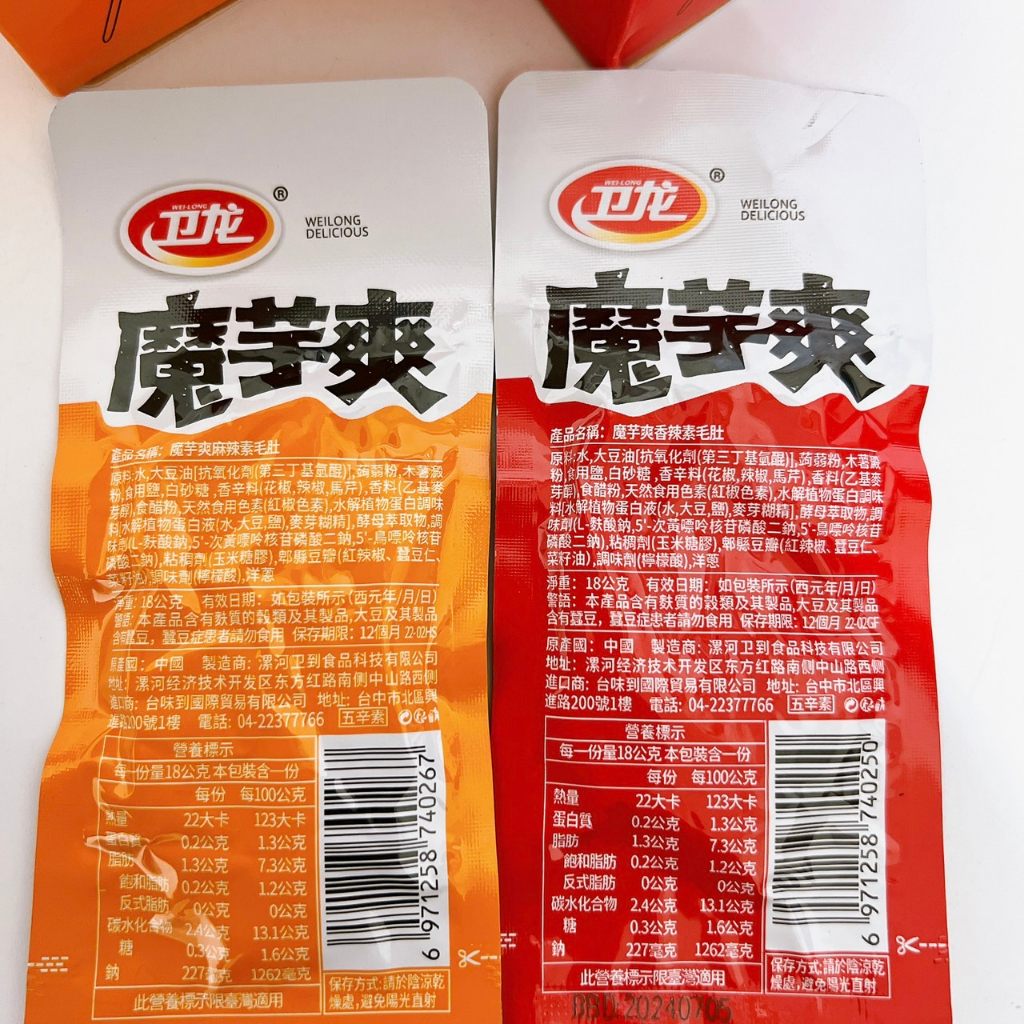 WEI-LONG
卫龙®
WEILONG
DELICIOUS
魔芋爽
產品名稱：魔芋爽麻辣素毛肚
原料:水,大豆油[抗氧化劑(第三丁基氫醌)],蒟蒻粉,木薯澱
粉,食用鹽,白砂糖,香辛料(花椒,辣椒,馬芹),香料(乙基麥
芽醇),食醋粉,天然食用色素(紅椒色素),水解植物蛋白調味
料[水解植物蛋白液(水,大豆,鹽),麥芽糊精],酵母萃取物,調
味劑(L-麩酸鈉,5'-次黃嘌呤核苷磷酸二鈉,5'-鳥嘌呤核苷
磷酸二鈉),粘稠劑(玉米糖膠),郫縣豆瓣(紅辣椒、蠶豆仁、
菜籽油),調味劑(檸檬酸),洋蔥
淨重：18公克 有效日期：如包裝所示(西元年/月/日)
警語：本產品含有麩質的穀類及其製品,大豆及其製品
含有蠶豆，蠶豆症患者請勿食用 保存期限：12個月 22-02HS
原產國：中國 製造商：漯河卫到食品科技有限公司
地址：漯河经济技术开发区东方红路南侧中山路西侧
進口商：台味到國際貿易有限公司 地址：台中市北區興
進路200號1樓 電話：04-22377766 五辛素
營養標示
每一份量18公克 本包裝含一份
每份 每100公克
熱量 22大卡 123大卡
蛋白質 0.2公克 1.3公克
脂肪 1.3公克 7.3公克
飽和脂肪 0.2公克 1.2公克
反式脂肪 0公克 0公克
碳水化合物 2.4公克 13.1公克
糖 0.3公克 1.6公克
鈉 227毫克 1262毫克
此營養標示限臺灣適用
6 971258 740267
保存方式:請於陰涼乾
燥處,避免陽光直射
WEI-LONG
卫龙®
WEILONG
DELICIOUS
魔芋爽
產品名稱：魔芋爽香辣素毛肚
原料:水,大豆油[抗氧化劑(第三丁基氫醌)],蒟蒻粉,木薯澱
粉,食用鹽,白砂糖,香辛料(花椒,辣椒,馬芹),香料(乙基麥
芽醇),食醋粉,天然食用色素(紅椒色素),水解植物蛋白調味
料[水解植物蛋白液(水,大豆,鹽),麥芽糊精],酵母萃取物,調
味劑(L-麩酸鈉,5'-次黃嘌呤核苷磷酸二鈉,5'-鳥嘌呤核苷
磷酸二鈉),粘稠劑(玉米糖膠),郫縣豆瓣(紅辣椒、蠶豆仁、
菜籽油),調味劑(檸檬酸),洋蔥
淨重：18公克 有效日期：如包裝所示(西元年/月/日)
警語：本產品含有麩質的穀類及其製品,大豆及其製品
含有蠶豆，蠶豆症患者請勿食用 保存期限：12個月 22-02GF
原產國：中國 製造商：漯河卫到食品科技有限公司
地址：漯河经济技术开发区东方红路南侧中山路西侧
進口商：台味到國際貿易有限公司 地址：台中市北區興
進路200號1樓 電話：04-22377766 五辛素
營養標示
每一份量18公克 本包裝含一份
每份 每100公克
熱量 22大卡 123大卡
蛋白質 0.2公克 1.3公克
脂肪 1.3公克 7.3公克
飽和脂肪 0.2公克 1.2公克
反式脂肪 0公克 0公克
碳水化合物 2.4公克 13.1公克
糖 0.3公克 1.6公克
鈉 227毫克 1262毫克
此營養標示限臺灣適用
6 971258 740250
保存方式:請於陰涼乾
燥處,避免陽光直射
BBD:20240705